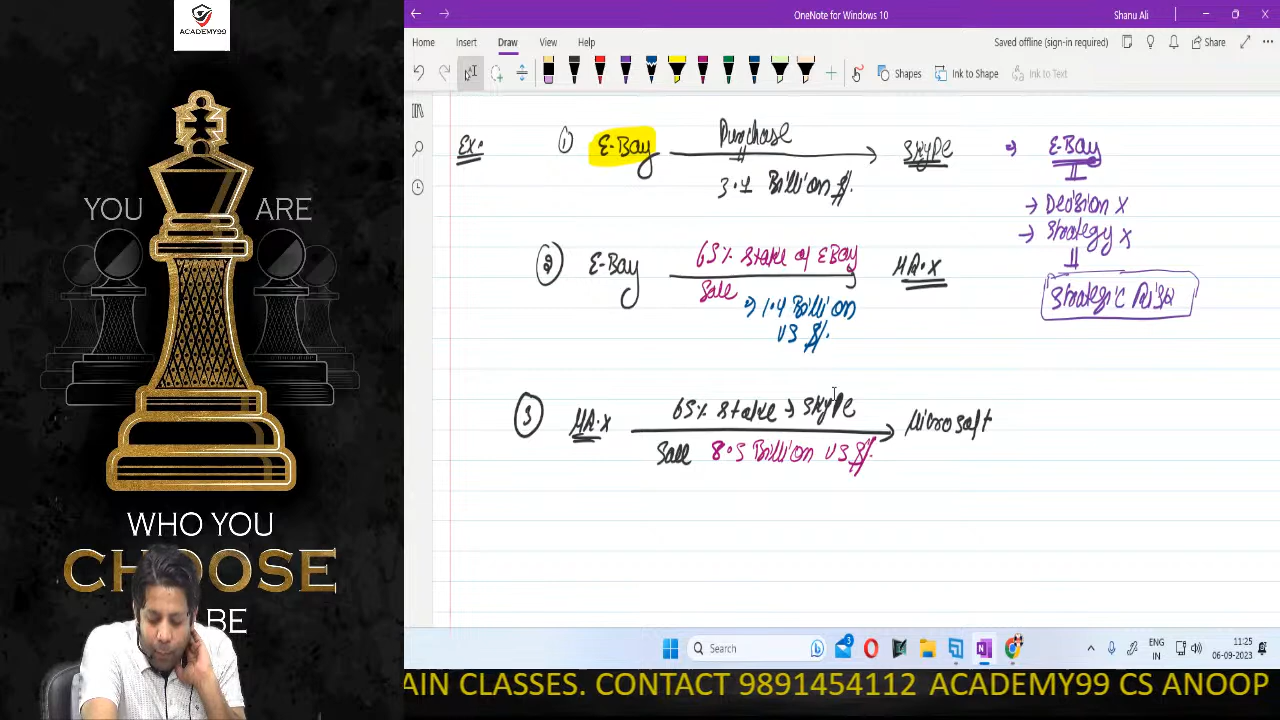 ACADEMY99
YOU ARE
WHO YOU
CHOOSE
BE
OneNote for Windows 10
Shanu Ali
Home Insert Draw View Help
Saved offline (sign-in required)
Share
Shapes
Ink to Shape
Ink to Text
Ex:
1) E-Bay Purchase SKYPE
3.1 Billion $.
⇒ E-Bay
→ Decision x
→ Strategy x
Strategic Risk
2 E-Bay 65% Stake of EBay
Sale
⇒ 1.4 Billion
US $/.
3 65% Stake → SKYPE Microsoft
Sale 8.5 Billion US $/.
Search
3
ENG
IN
11:25
06-09-2023
AIN CLASSES. CONTACT 9891454112 ACADEMY99 CS ANOOP